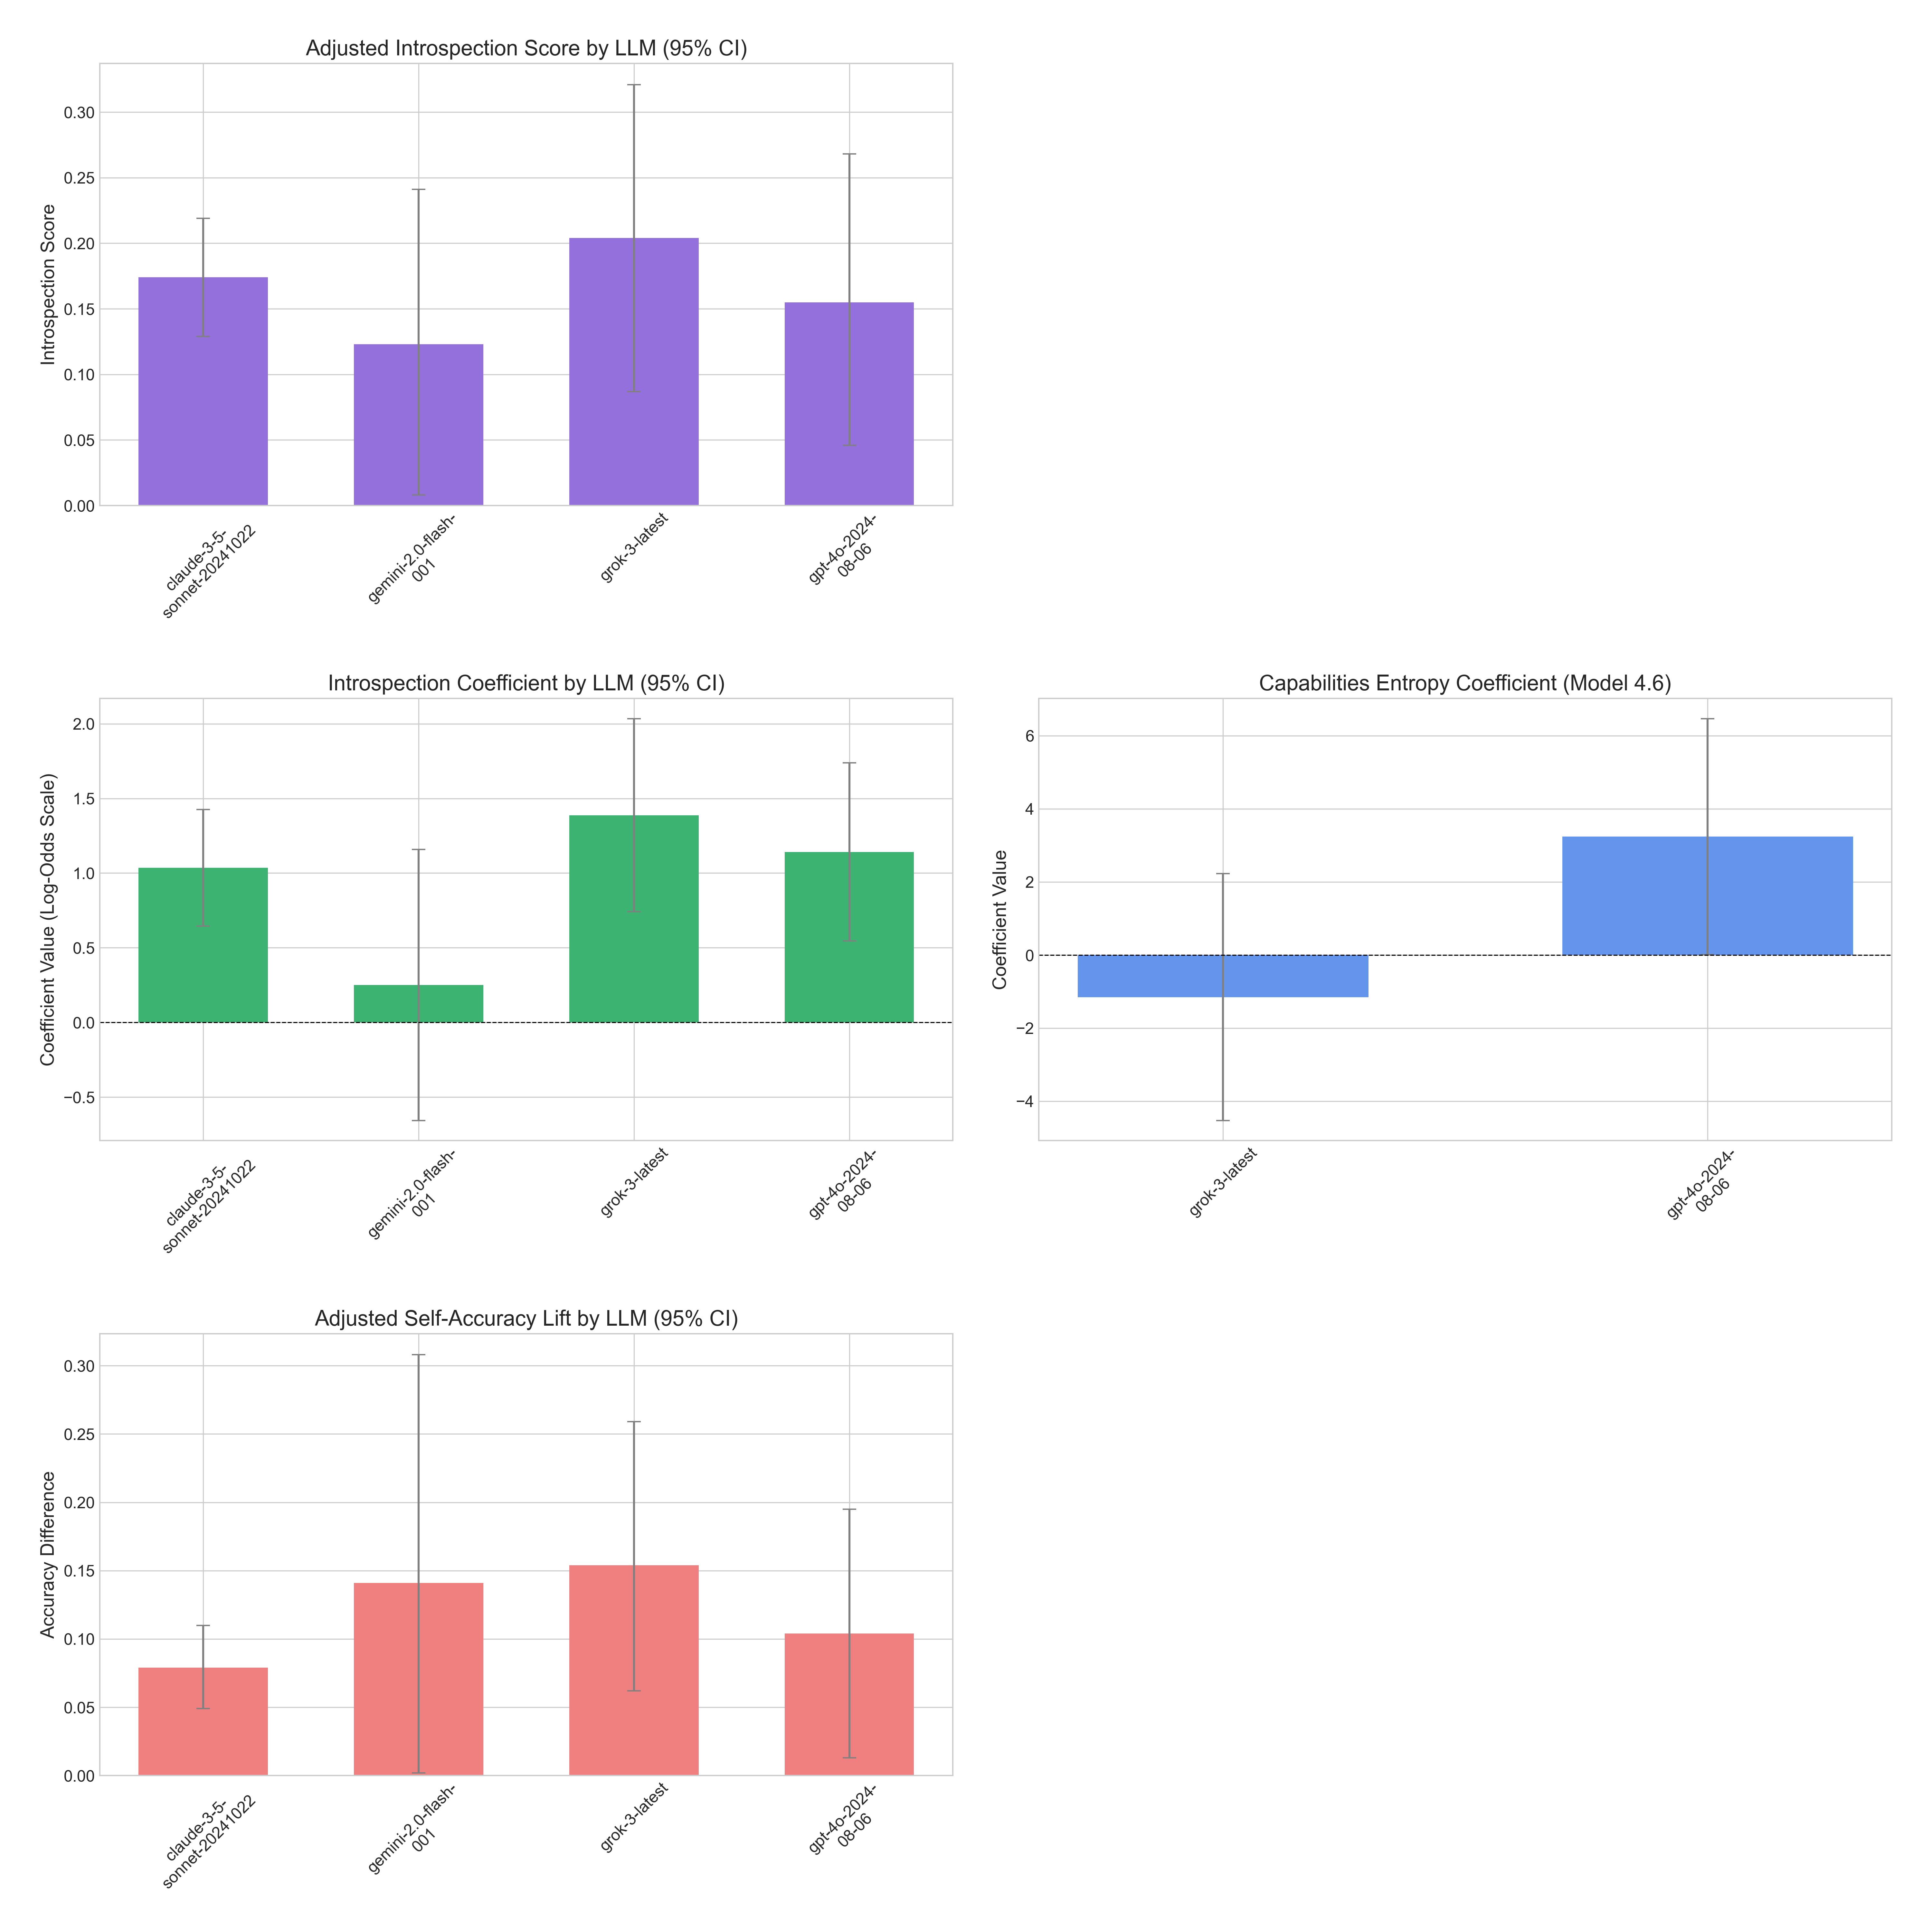 Adjusted Introspection Score by LLM (95% CI)
Introspection Score
0.30
0.25
0.20
0.15
0.10
0.05
0.00
claude-3-5-
sonnet-20241022
gemini-2.0-flash-
001
grok-3-latest
gpt-4o-2024-
08-06
Introspection Coefficient by LLM (95% CI)
Coefficient Value (Log-Odds Scale)
2.0
1.5
1.0
0.5
0.0
−0.5
claude-3-5-
sonnet-20241022
gemini-2.0-flash-
001
grok-3-latest
gpt-4o-2024-
08-06
Capabilities Entropy Coefficient (Model 4.6)
Coefficient Value
6
4
2
0
−2
−4
grok-3-latest
gpt-4o-2024-
08-06
Adjusted Self-Accuracy Lift by LLM (95% CI)
Accuracy Difference
0.30
0.25
0.20
0.15
0.10
0.05
0.00
claude-3-5-
sonnet-20241022
gemini-2.0-flash-
001
grok-3-latest
gpt-4o-2024-
08-06